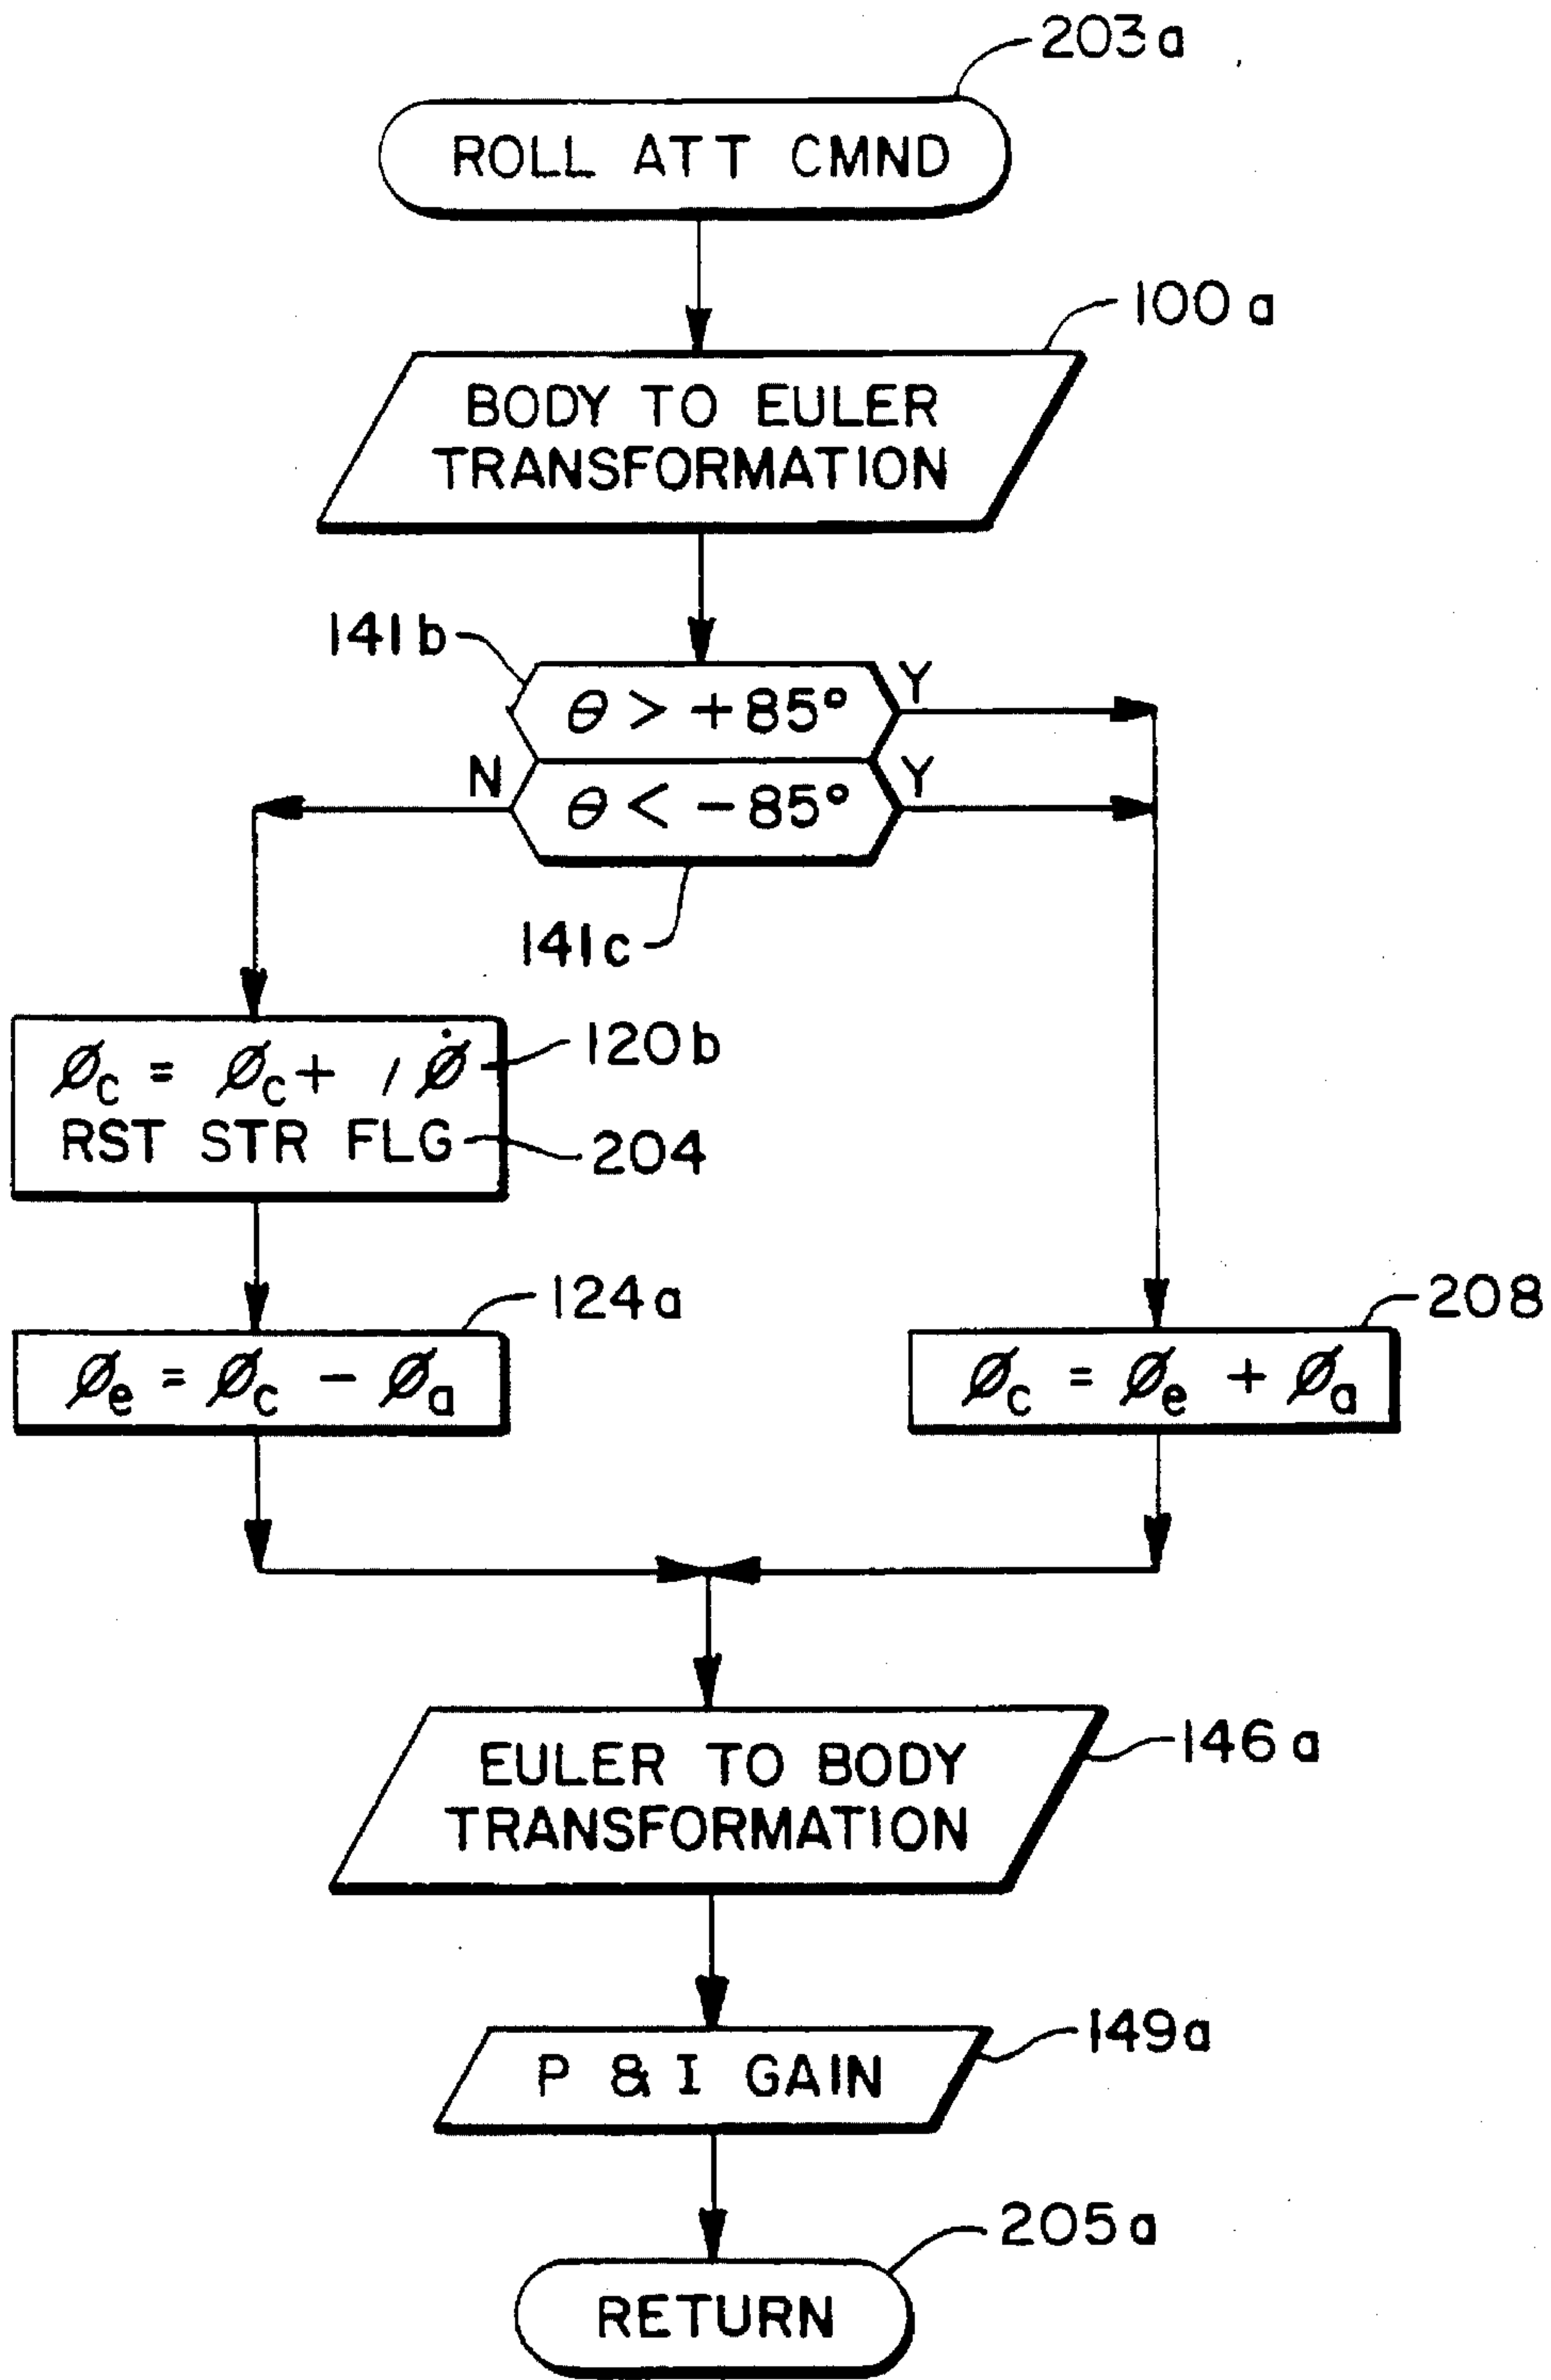 203a
ROLL ATT CMND
100a
BODY TO EULER
TRANSFORMATION
141b
θ > +85° Y
N θ < -85° Y
141c
Øc = Øc + / Ø̇ 120b
RST STR FLG 204
124a
Øe = Øc - Øa
208
Øc = Øe + Øa
EULER TO BODY
TRANSFORMATION
146a
149a
P & I GAIN
205a
RETURN